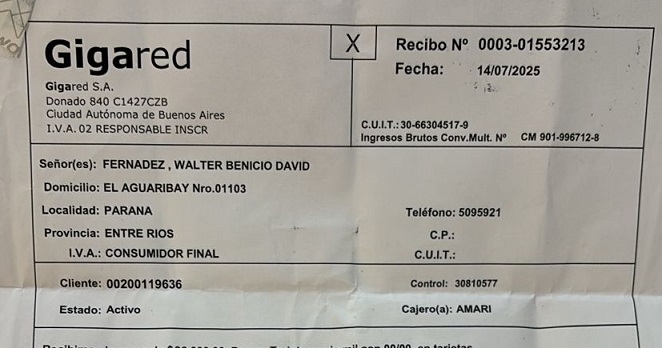 Gigared
X
Recibo Nº 0003-01553213
Fecha: 14/07/2025
Gigared S.A.
Donado 840 C1427CZB
Ciudad Autónoma de Buenos Aires
I.V.A. 02 RESPONSABLE INSCR
C.U.I.T.: 30-66304517-9
Ingresos Brutos Conv.Mult. Nº CM 901-996712-8
Señor(es): FERNADEZ , WALTER BENICIO DAVID
Domicilio: EL AGUARIBAY Nro.01103
Localidad: PARANA
Teléfono: 5095921
Provincia: ENTRE RIOS
C.P.:
I.V.A.: CONSUMIDOR FINAL
C.U.I.T.:
Cliente: 00200119636
Control: 30810577
Estado: Activo
Cajero(a): AMARI